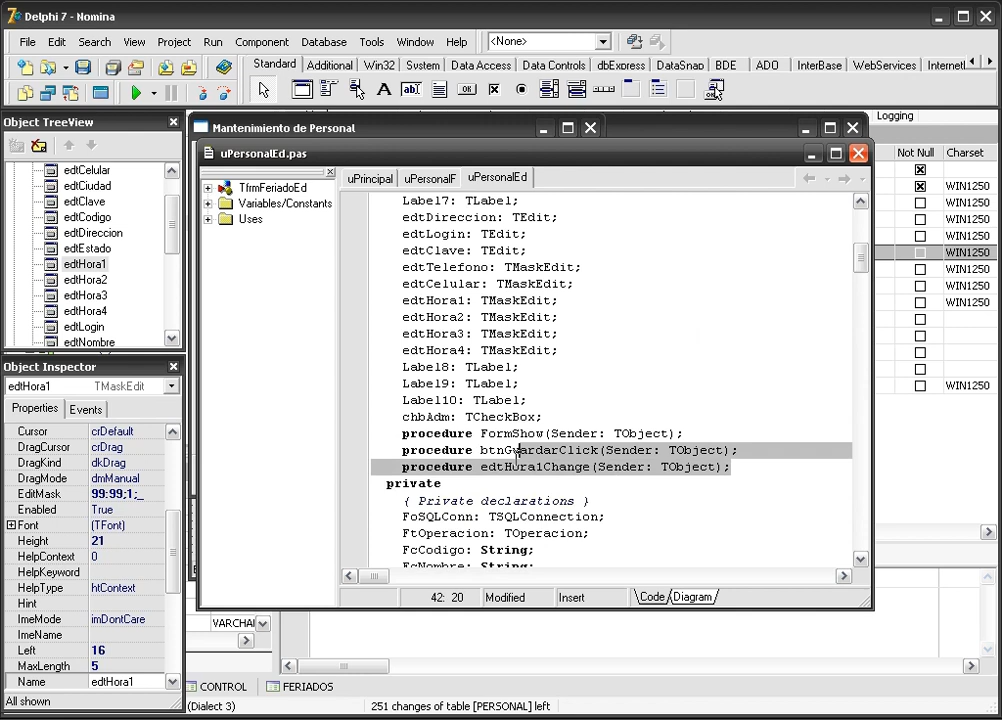 Delphi 7 - Nomina
File Edit Search View Project Run Component Database Tools Window Help <None>
Standard Additional Win32 System Data Access Data Controls dbExpress DataSnap BDE ADO InterBase WebServices InternetE
Object TreeView
edtCelular
edtCiudad
edtClave
edtCodigo
edtDireccion
edtEstado
edtHora1
edtHora2
edtHora3
edtHora4
edtLogin
edtNombre
Object Inspector
edtHora1 TMaskEdit
Properties Events
Cursor crDefault
DragCursor crDrag
DragKind dkDrag
DragMode dmManual
EditMask 99:99;1;_
Enabled True
Font (TFont)
Height 21
HelpContext 0
HelpKeyword
HelpType htContext
Hint
ImeMode imDontCare
ImeName
Left 16
MaxLength 5
Name edtHora1
All shown
Mantenimiento de Personal
uPersonalEd.pas
TfrmFeriadoEd
Variables/Constants
Uses
uPrincipal uPersonalF uPersonalEd
Label7: TLabel;
edtDireccion: TEdit;
edtLogin: TEdit;
edtClave: TEdit;
edtTelefono: TMaskEdit;
edtCelular: TMaskEdit;
edtHora1: TMaskEdit;
edtHora2: TMaskEdit;
edtHora3: TMaskEdit;
edtHora4: TMaskEdit;
Label8: TLabel;
Label9: TLabel;
Label10: TLabel;
chbAdm: TCheckBox;
procedure FormShow(Sender: TObject);
procedure btnGuardarClick(Sender: TObject);
procedure edtHora1Change(Sender: TObject);
private
{ Private declarations }
FoSQLConn: TSQLConnection;
FtOperacion: TOperacion;
FcCodigo: String;
FcNombre: String;
42: 20 Modified Insert Code Diagram
Logging
Not Null Charset
WIN1250
WIN1250
WIN1250
WIN1250
WIN1250
WIN1250
WIN1250
WIN1250
WIN1250
VARCHAR
CONTROL FERIADOS
(Dialect 3) 251 changes of table [PERSONAL] left